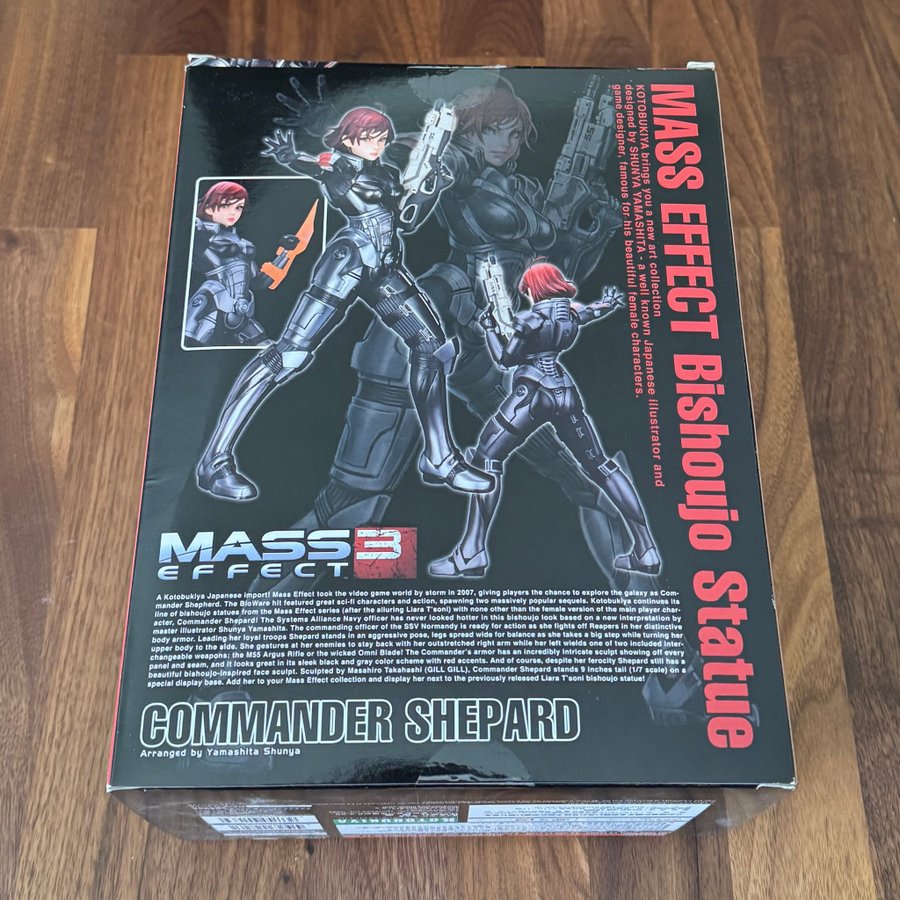 MASS EFFECT Bishoujo Statue
KOTOBUKIYA brings you a new art collection
designed by SHUNYA YAMASHITA - a well known Japanese illustrator and
game designer, famous for his beautiful female characters.
MASS 3
EFFECT
A Kotobukiya Japanese Import! Mass Effect took the video game world by storm in 2007, giving players the chance to explore the galaxy as Com-
mander Shepherd. The BioWare hit featured great sci-fi characters and action, spawning two massively popular sequels. Kotobukiya continues its
line of bishoujo statues from the Mass Effect series (after the alluring Liara T'soni) with none other than the female version of the main player char-
acter, Commander Shepard! The Systems Alliance Navy officer has never looked hotter in this bishoujo look based on a new interpretation by
master illustrator Shunya Yamashita. The commanding officer of the SSV Normandy is ready for action as she fights off Reapers in her distinctive
body armor. Leading her loyal troops Shepard stands in an aggressive pose, legs spread wide for balance as she takes a big step while turning her
upper body to the side. She gestures at her enemies to stay back with her outstretched right arm while her left wields one of two included inter-
changeable weapons: the M55 Argus Rifle or the wicked Omni Blade! The Commander's armor has an incredibly intricate sculpt showing off every
panel and seam, and it looks great in its sleek black and gray color scheme with red accents. And of course, despite her ferocity Shepard still has a
beautiful bishoujo-inspired face sculpt. Sculpted by Masahiro Takahashi (GILL GILL), Commander Shepard stands 9 inches tall (1/7 scale) on a
special display base. Add her to your Mass Effect collection and display her next to the previously released Liara T'soni bishoujo statue!
COMMANDER SHEPARD
Arranged by Yamashita Shunya
KOTOBUKIYA